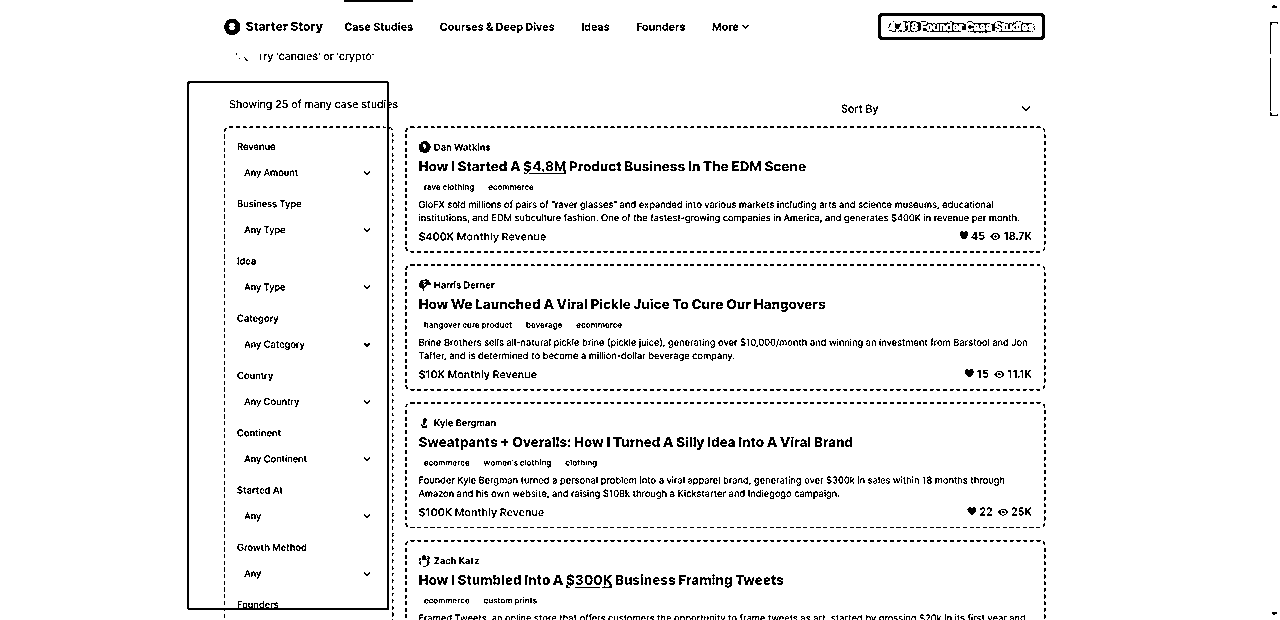 Starter Story
Case Studies
Courses & Deep Dives
Ideas
Founders
More
4,418 Founder Case Studies
Try 'candles' or 'crypto'
Showing 25 of many case studies
Sort By
Revenue
Any Amount
Business Type
Any Type
Idea
Any Type
Category
Any Category
Country
Any Country
Continent
Any Continent
Started At
Any
Growth Method
Any
Founders
Dan Watkins
How I Started A $4.8M Product Business In The EDM Scene
rave clothing ecommerce
GloFX sold millions of pairs of "raver glasses" and expanded into various markets including arts and science museums, educational
institutions, and EDM subculture fashion. One of the fastest-growing companies in America, and generates $400K in revenue per month.
$400K Monthly Revenue
45 18.7K
Harris Derner
How We Launched A Viral Pickle Juice To Cure Our Hangovers
hangover cure product beverage ecommerce
Brine Brothers sells all-natural pickle brine (pickle juice), generating over $10,000/month and winning an investment from Barstool and Jon
Taffer, and is determined to become a million-dollar beverage company.
$10K Monthly Revenue
15 11.1K
Kyle Bergman
Sweatpants + Overalls: How I Turned A Silly Idea Into A Viral Brand
ecommerce women's clothing clothing
Founder Kyle Bergman turned a personal problem into a viral apparel brand, generating over $300k in sales within 18 months through
Amazon and his own website, and raising $108k through a Kickstarter and Indiegogo campaign.
$100K Monthly Revenue
22 25K
Zach Katz
How I Stumbled Into A $300K Business Framing Tweets
ecommerce custom prints
Framed Tweets, an online store that offers customers the opportunity to frame tweets as art, started by grossing $20k in its first year and